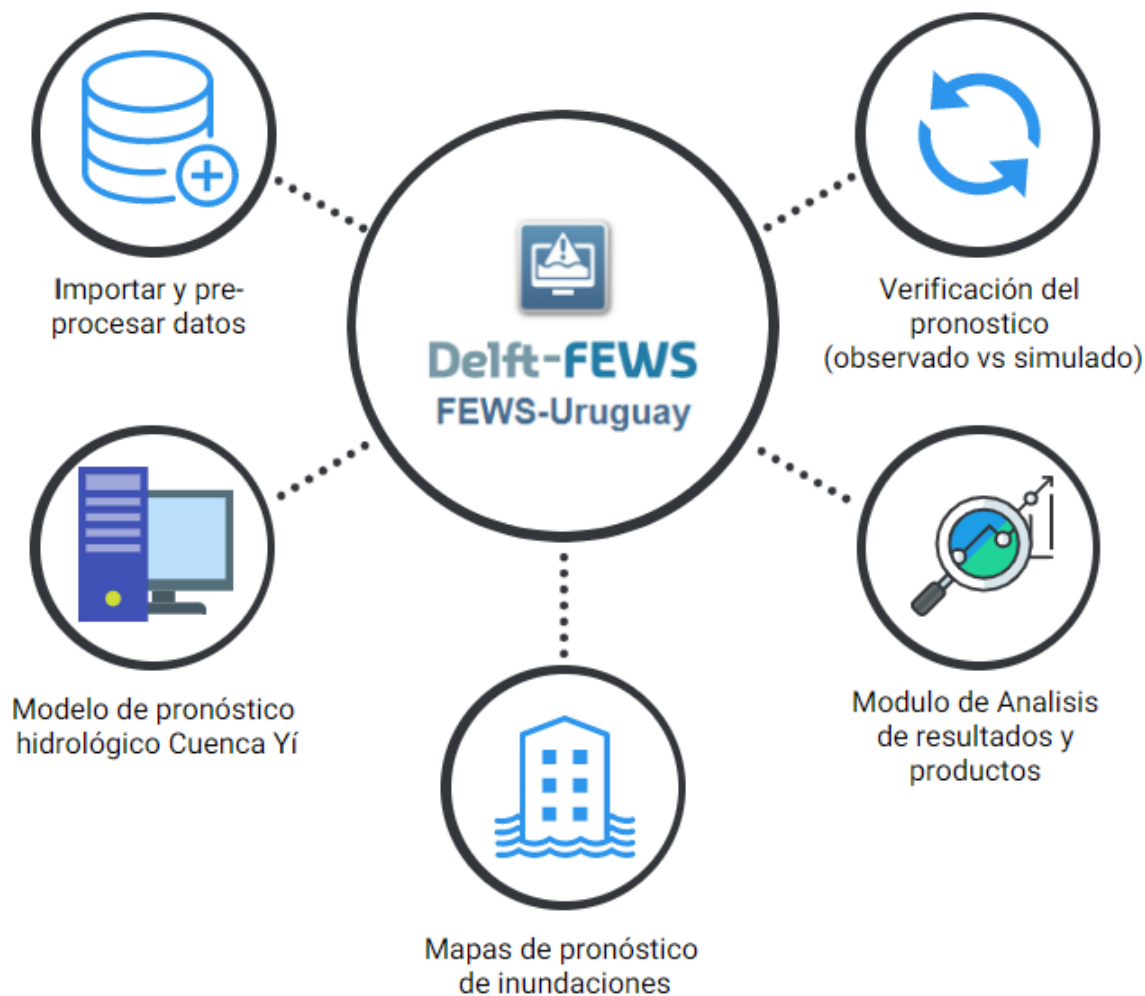 Importar y pre-
procesar datos
Delft-FEWS
FEWS-Uruguay
Verificación del
pronostico
(observado vs simulado)
Modelo de pronóstico
hidrológico Cuenca Yí
Modulo de Analisis
de resultados y
productos
Mapas de pronóstico
de inundaciones